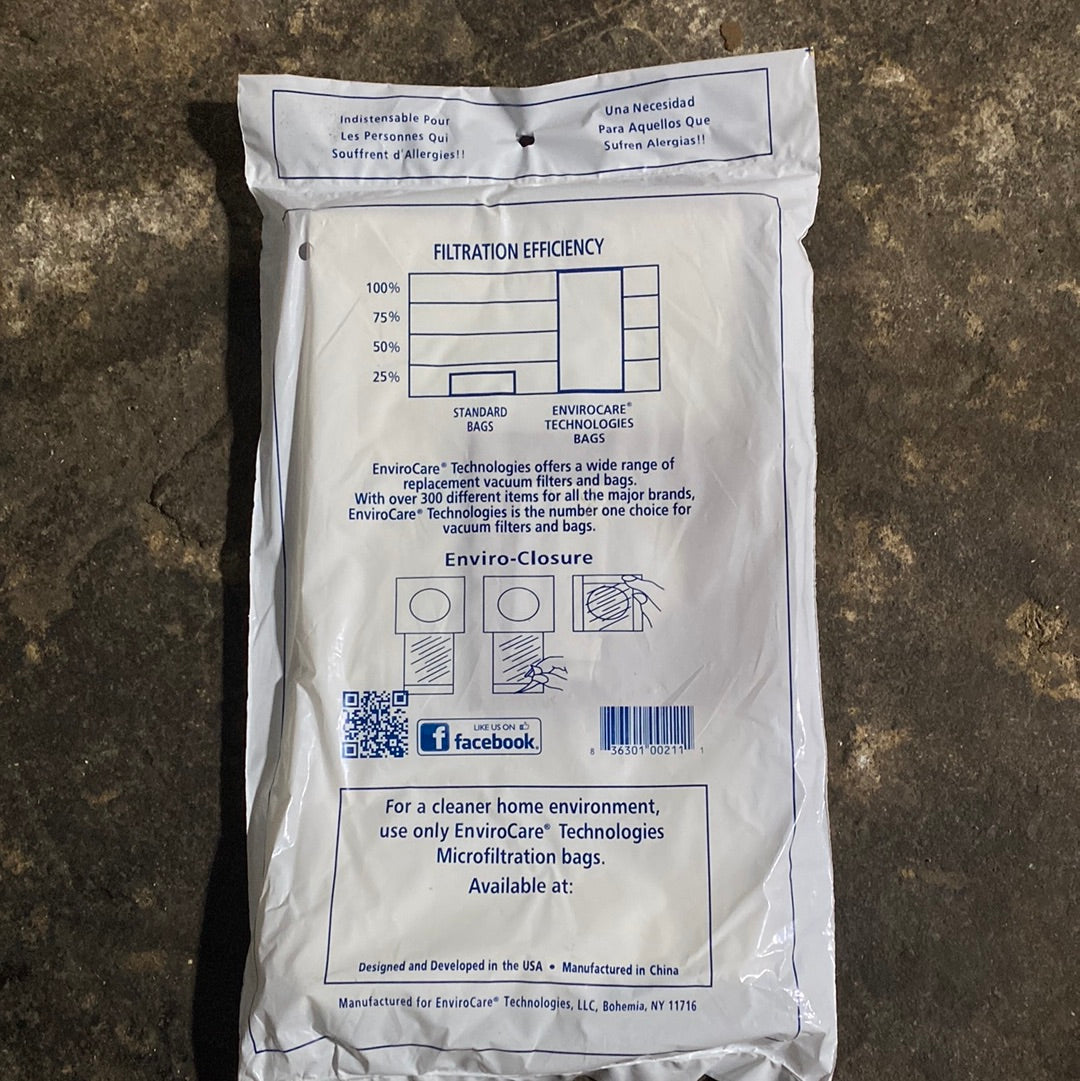 Indistensable Pour
Les Personnes Qui
Souffrent d'Allergies!!
Una Necesidad
Para Aquellos Que
Sufren Alergias!!
FILTRATION EFFICIENCY
100%
75%
50%
25%
STANDARD
BAGS
ENVIROCARE®
TECHNOLOGIES
BAGS
EnviroCare® Technologies offers a wide range of
replacement vacuum filters and bags.
With over 300 different items for all the major brands,
EnviroCare® Technologies is the number one choice for
vacuum filters and bags.
Enviro-Closure
LIKE US ON
f facebook®
8 36301 00211 1
For a cleaner home environment,
use only EnviroCare® Technologies
Microfiltration bags.
Available at:
Designed and Developed in the USA • Manufactured in China
Manufactured for EnviroCare® Technologies, LLC, Bohemia, NY 11716